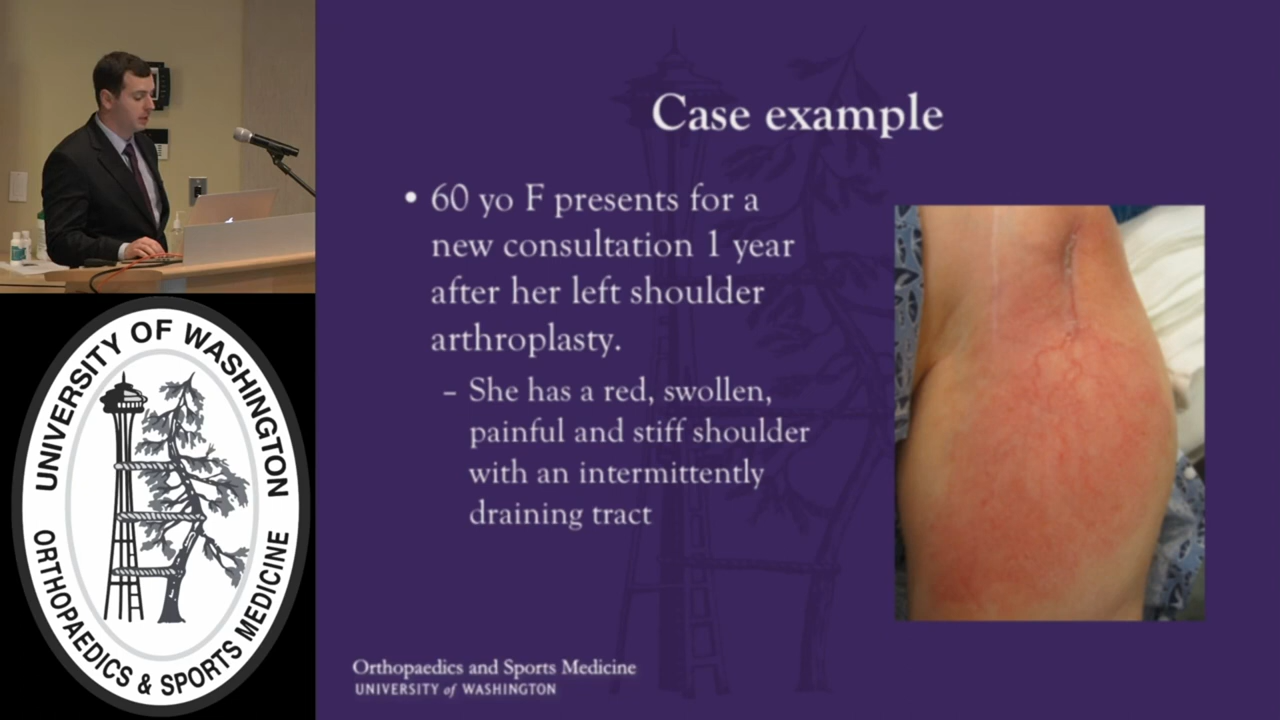 Case example
• 60 yo F presents for a
new consultation 1 year
after her left shoulder
arthroplasty.
– She has a red, swollen,
painful and stiff shoulder
with an intermittently
draining tract
UNIVERSITY OF WASHINGTON
ORTHOPAEDICS & SPORTS MEDICINE
Orthopaedics and Sports Medicine
UNIVERSITY of WASHINGTON